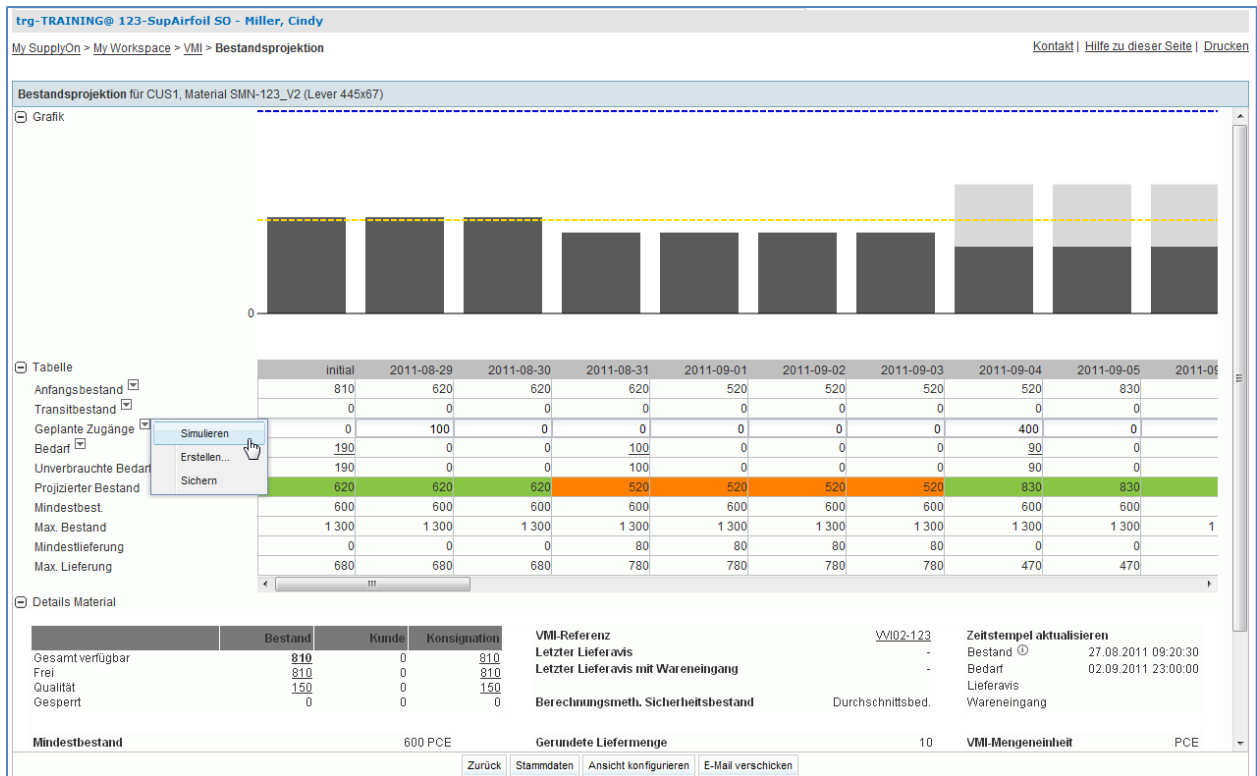 trg-TRAINING@ 123-SupAirfoil SO - Miller, Cindy
My SupplyOn > My Workspace > VMI > Bestandsprojektion Kontakt | Hilfe zu dieser Seite | Drucken
Bestandsprojektion für CUS1, Material SMN-123_V2 (Lever 445x67)
Grafik
0
Tabelle initial 2011-08-29 2011-08-30 2011-08-31 2011-09-01 2011-09-02 2011-09-03 2011-09-04 2011-09-05 2011-09
Anfangsbestand 810 620 620 620 520 520 520 520 830
Transitbestand 0 0 0 0 0 0 0 0 0
Geplante Zugänge 0 100 0 0 0 0 0 400 0
Simulieren
Bedarf 190 0 0 100 0 0 0 90 0
Erstellen...
Unverbrauchte Bedarf 190 0 0 100 0 0 0 90 0
Sichern
Projizierter Bestand 620 620 620 520 520 520 520 830 830
Mindestbest. 600 600 600 600 600 600 600 600 600
Max. Bestand 1 300 1 300 1 300 1 300 1 300 1 300 1 300 1 300 1 300 1
Mindestlieferung 0 0 0 80 80 80 80 0 0
Max. Lieferung 680 680 680 780 780 780 780 470 470
Details Material
Bestand Kunde Konsignation VMI-Referenz VVI02-123 Zeitstempel aktualisieren
Gesamt verfügbar 810 0 810 Letzter Lieferavis - Bestand 27.08.2011 09:20:30
Frei 810 0 810 Letzter Lieferavis mit Wareneingang - Bedarf 02.09.2011 23:00:00
Qualität 150 0 150 Lieferavis
Gesperrt 0 0 0 Berechnungsmeth. Sicherheitsbestand Durchschnittsbed. Wareneingang
Mindestbestand 600 PCE Gerundete Liefermenge 10 VMI-Mengeneinheit PCE
Zurück Stammdaten Ansicht konfigurieren E-Mail verschicken